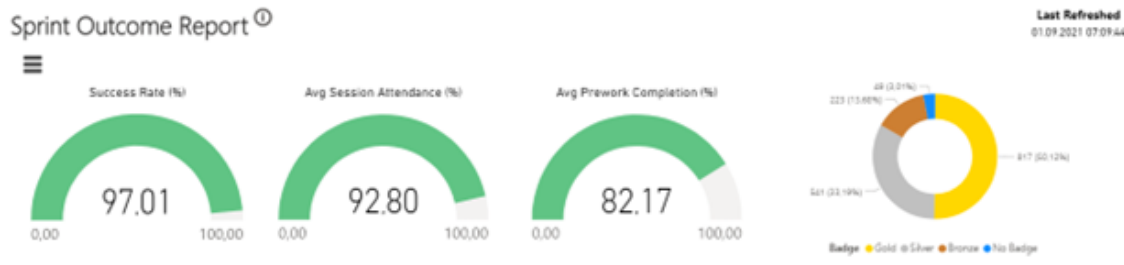 Sprint Outcome Report
Last Refreshed
01.09.2021 07:09:44
Success Rate (%)
97,01
0,00
100,00
Avg Session Attendance (%)
92,80
0,00
100,00
Avg Prework Completion (%)
82,17
0,00
100,00
49 (3,01%)
223 (13,68%)
817 (50,12%)
541 (33,19%)
Badge Gold Silver Bronze No Badge